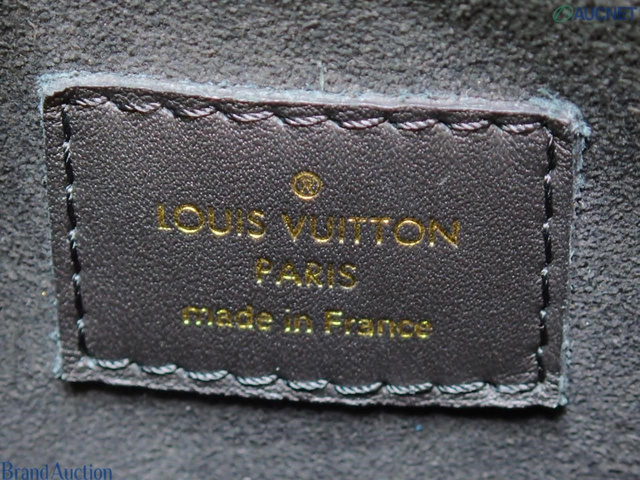 AUCNET
LOUIS VUITTON
PARIS
made in France
Brand Auction